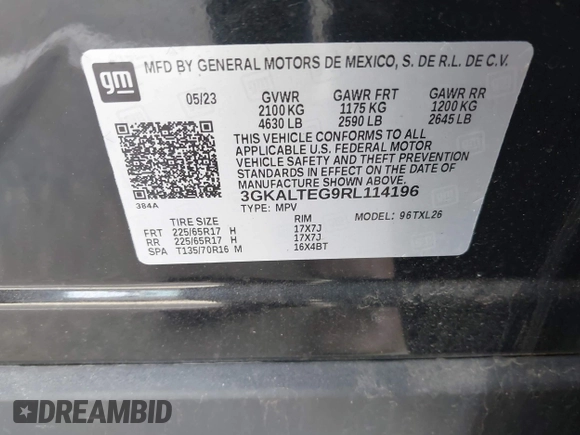 gm
MFD BY GENERAL MOTORS DE MEXICO, S. DE R.L. DE C.V.
05/23 GVWR GAWR FRT GAWR RR
2100 KG 1175 KG 1200 KG
4630 LB 2590 LB 2645 LB
THIS VEHICLE CONFORMS TO ALL
APPLICABLE U.S. FEDERAL MOTOR
VEHICLE SAFETY AND THEFT PREVENTION
STANDARDS IN EFFECT ON THE DATE OF
MANUFACTURE SHOWN ABOVE.
384A 3GKALTEG9RL114196
TYPE: MPV MODEL: 96TXL26
TIRE SIZE RIM
FRT 225/65R17 H 17X7J
RR 225/65R17 H 17X7J
SPA T135/70R16 M 16X4BT
DREAMBID